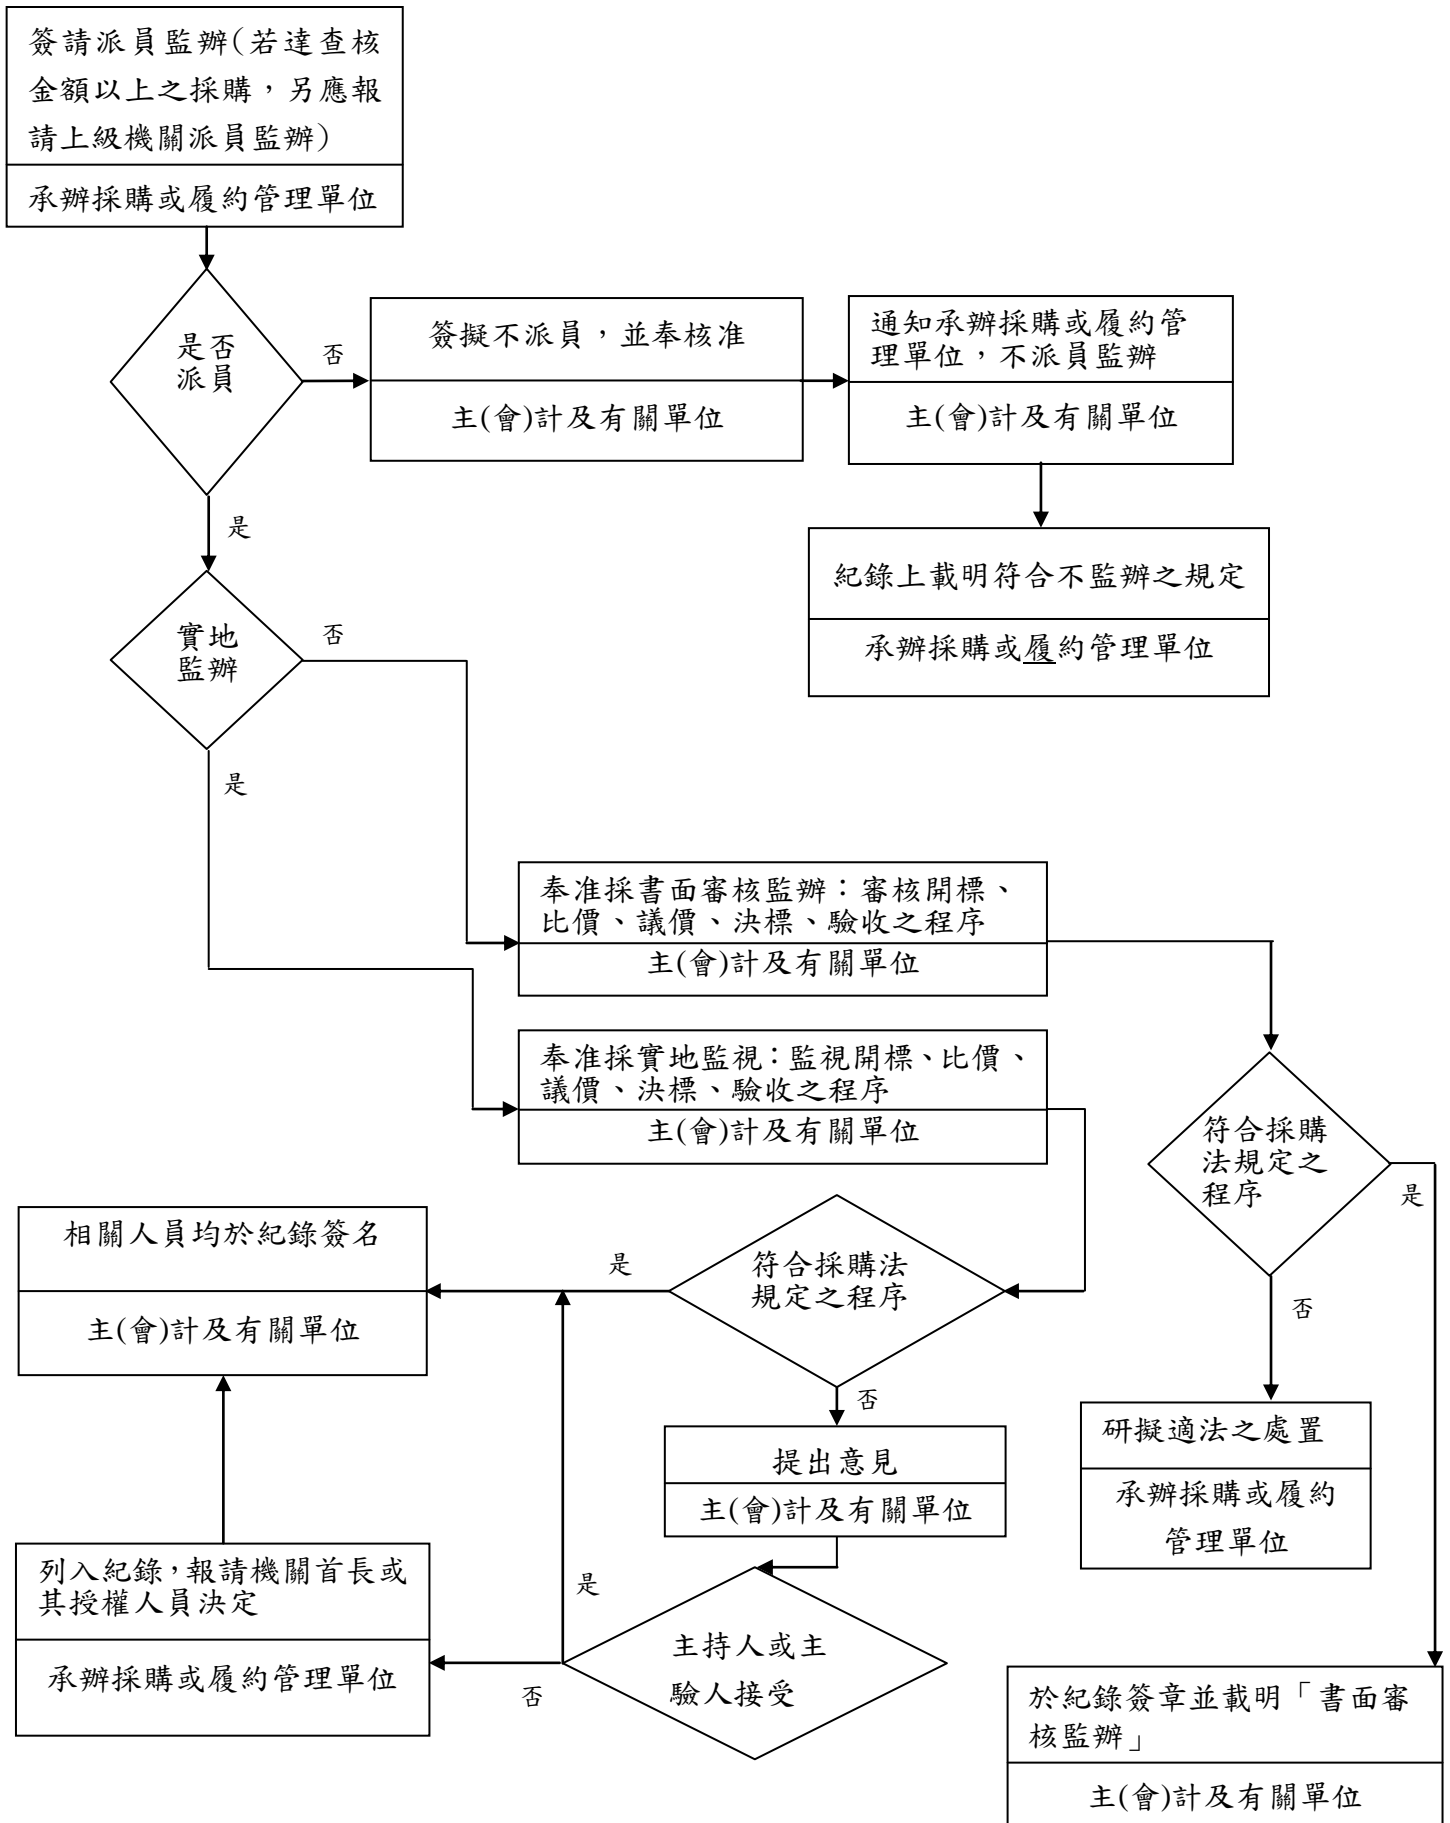 簽請派員監辦(若達查核
金額以上之採購，另應報
請上級機關派員監辦)
承辦採購或履約管理單位
是否
派員
否
簽擬不派員，並奉核准
主(會)計及有關單位
通知承辦採購或履約管
理單位，不派員監辦
主(會)計及有關單位
是
紀錄上載明符合不監辦之規定
承辦採購或履約管理單位
實地
監辦
否
是
奉准採書面審核監辦：審核開標、
比價、議價、決標、驗收之程序
主(會)計及有關單位
奉准採實地監視：監視開標、比價、
議價、決標、驗收之程序
主(會)計及有關單位
符合採購
法規定之
程序
是
否
相關人員均於紀錄簽名
主(會)計及有關單位
是
符合採購法
規定之程序
否
提出意見
主(會)計及有關單位
研擬適法之處置
承辦採購或履約
管理單位
列入紀錄，報請機關首長或
其授權人員決定
承辦採購或履約管理單位
是
否
主持人或主
驗人接受
於紀錄簽章並載明「書面審
核監辦」
主(會)計及有關單位